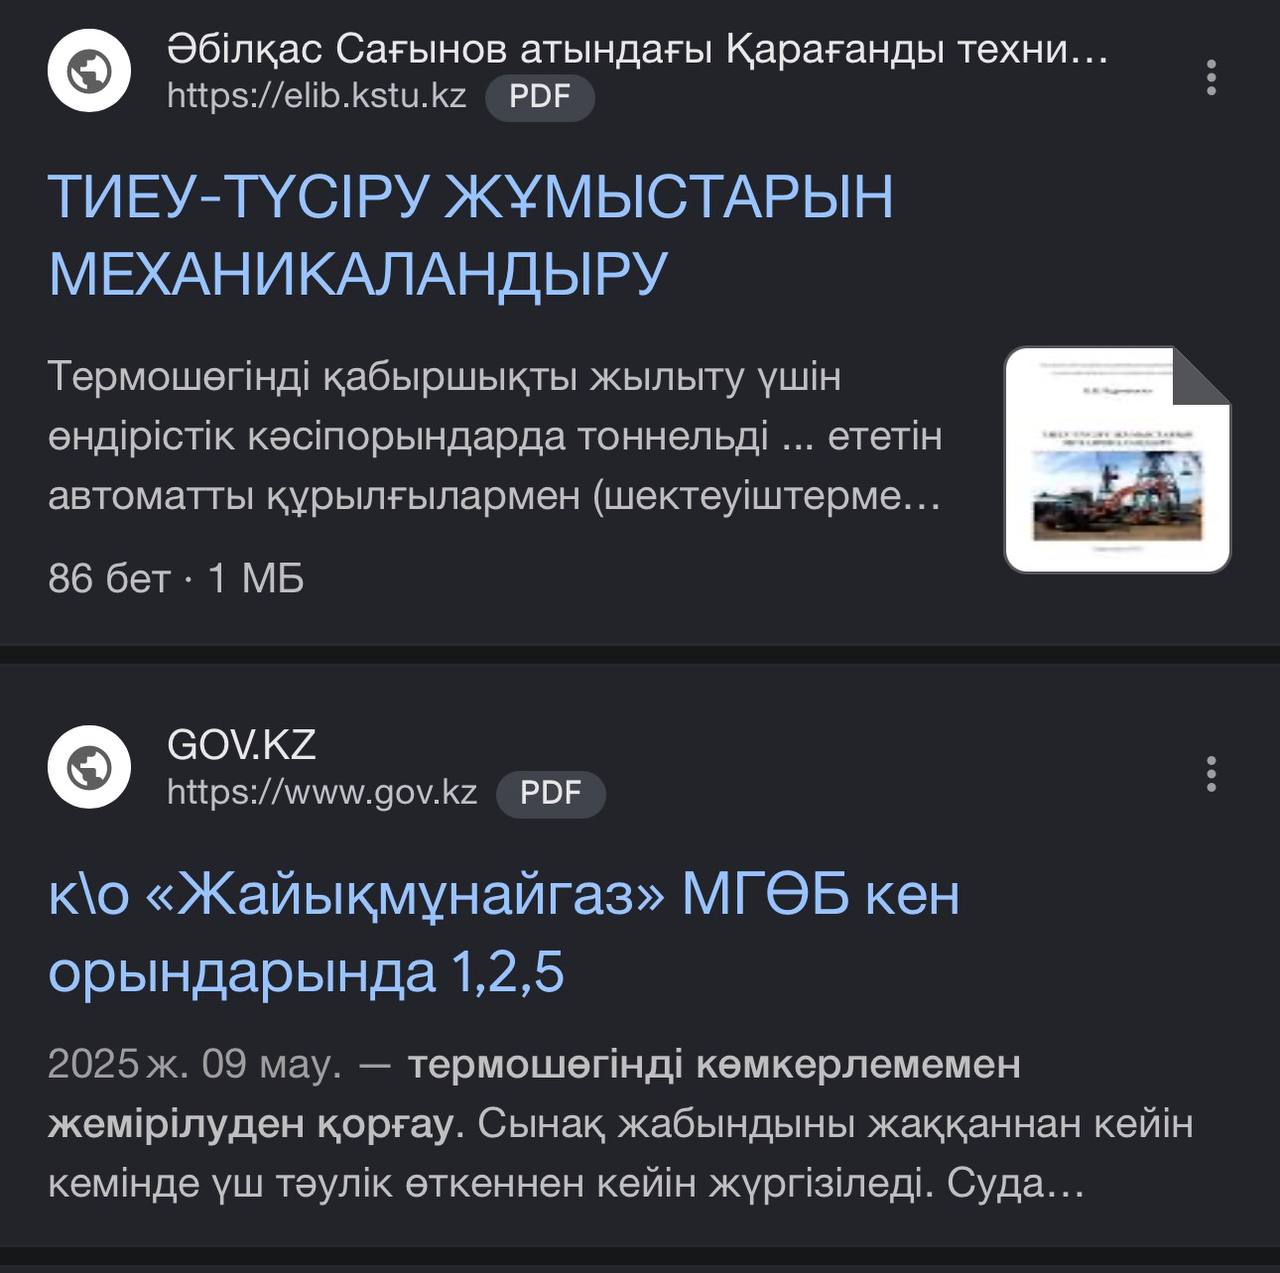 Әбілқас Сағынов атындағы Қарағанды техни...
https://elib.kstu.kz PDF
ТИЕУ-ТҮСІРУ ЖҰМЫСТАРЫН
МЕХАНИКАЛАНДЫРУ
Термошөгінді қабыршықты жылыту үшін
өндірістік кәсіпорындарда тоннельді ... ететін
автоматты құрылғылармен (шектеуіштерме...
86 бет · 1 МБ
GOV.KZ
https://www.gov.kz PDF
к\о «Жайықмұнайгаз» МГӨБ кен
орындарында 1,2,5
2025 ж. 09 мау. — термошөгінді көмкерлемемен
жемірілуден қорғау. Сынақ жабындыны жаққаннан кейін
кемінде үш тәулік өткеннен кейін жүргізіледі. Суда...